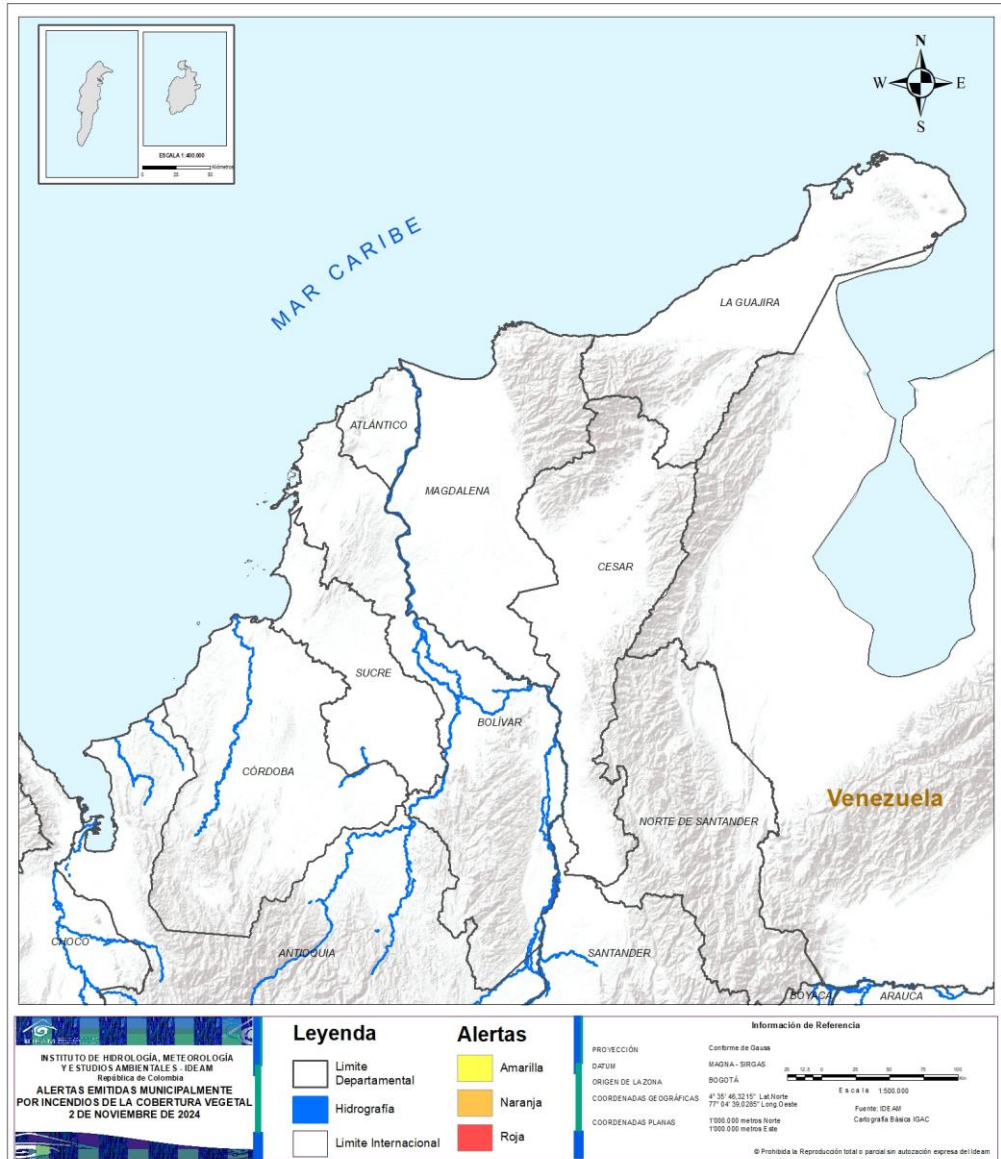 N
W
E
S
ESCALA 1:400.000
Kilómetros
MAR CARIBE
LA GUAJIRA
ATLÁNTICO
MAGDALENA
CESAR
SUCRE
BOLÍVAR
CÓRDOBA
Venezuela
NORTE DE SANTANDER
CHOCO
ANTIOQUIA
SANTANDER
BOYACÁ
ARAUCA
IDEAM
INSTITUTO DE HIDROLOGÍA, METEOROLOGÍA
Y ESTUDIOS AMBIENTALES - IDEAM
República de Colombia
ALERTAS EMITIDAS MUNICIPALMENTE
POR INCENDIOS DE LA COBERTURA VEGETAL
2 DE NOVIEMBRE DE 2024
Leyenda
Limite
Departamental
Hidrografía
Limite Internacional
Alertas
Amarilla
Naranja
Roja
Información de Referencia
PROYECCIÓN Conforme de Gauss
DATUM MAGNA - SIRGAS
ORIGEN DE LA ZONA BOGOTÁ
COORDENADAS GEOGRÁFICAS 4° 35' 46,3215" Lat.Norte
77° 04' 39,0285" Long.Oeste
COORDENADAS PLANAS 1'000.000 metros Norte
1'000.000 metros Este
Escala 1:500.000
Fuente: IDEAM
Cartografía Básica IGAC
© Prohibida la Reproducción total o parcial sin autozación expresa del Ideam